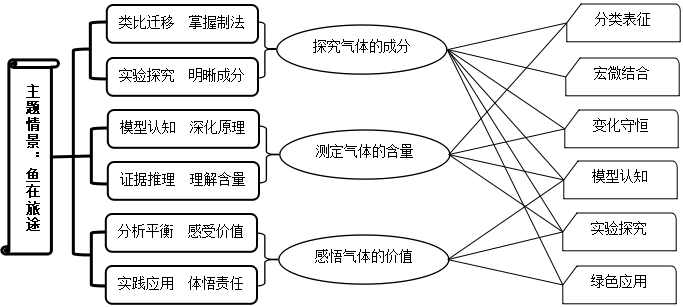 主题情景：鱼在旅途
类比迁移 掌握制法
实验探究 明晰成分
模型认知 深化原理
证据推理 理解含量
分析平衡 感受价值
实践应用 体悟责任
探究气体的成分
测定气体的含量
感悟气体的价值
分类表征
宏微结合
变化守恒
模型认知
实验探究
绿色应用